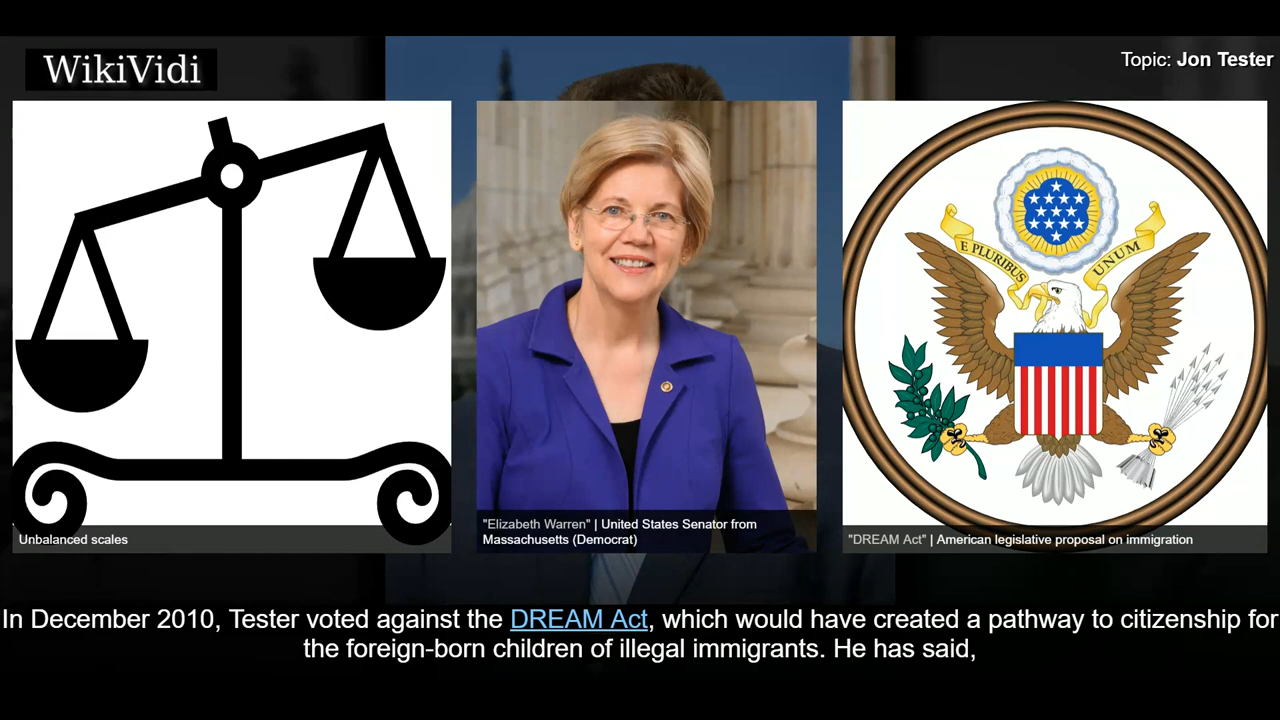 WikiVidi
Topic: Jon Tester
E PLURIBUS
UNUM
Unbalanced scales
"Elizabeth Warren" | United States Senator from
Massachusetts (Democrat)
"DREAM Act" | American legislative proposal on immigration
In December 2010, Tester voted against the DREAM Act, which would have created a pathway to citizenship for
the foreign-born children of illegal immigrants. He has said,